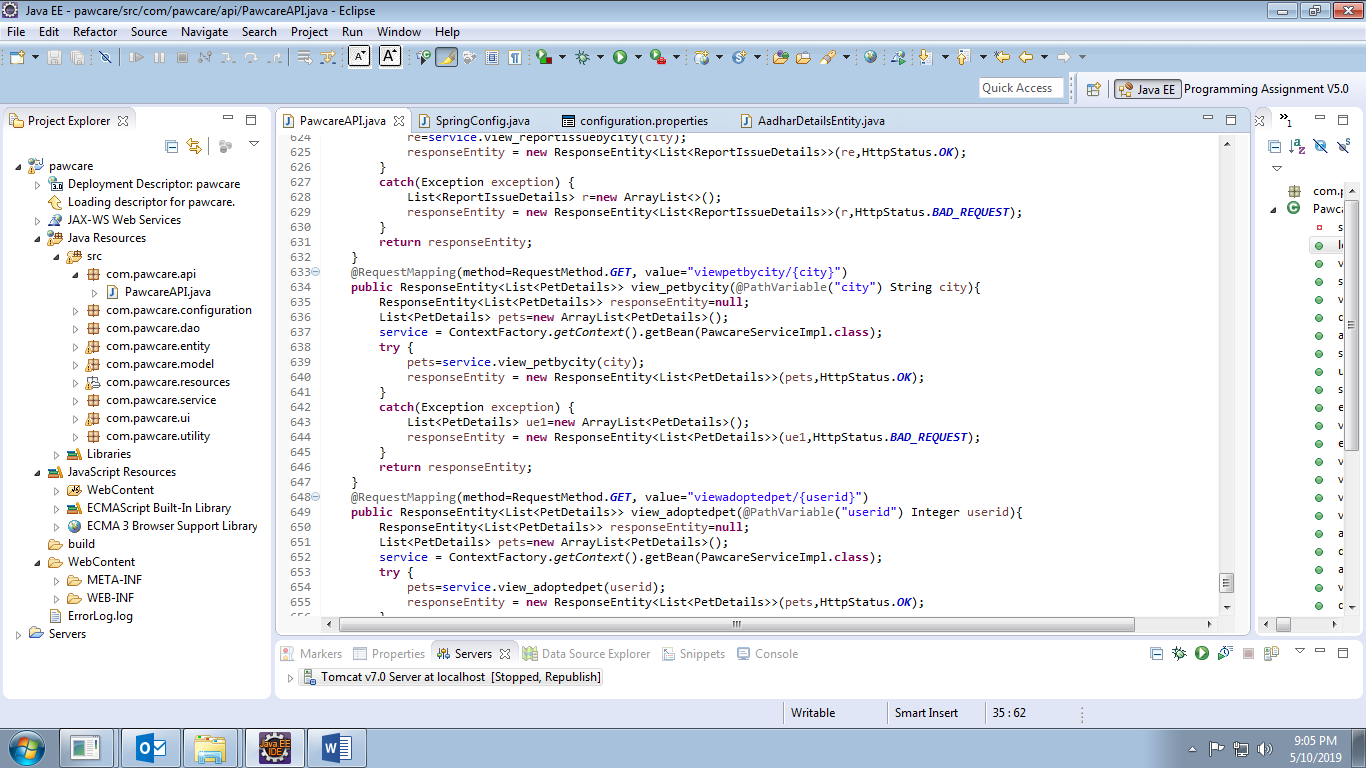 Java EE - pawcare/src/com/pawcare/api/PawcareAPI.java - Eclipse
File Edit Refactor Source Navigate Search Project Run Window Help
Quick Access
Java EE
Programming Assignment V5.0
Project Explorer
pawcare
Deployment Descriptor: pawcare
Loading descriptor for pawcare.
JAX-WS Web Services
Java Resources
src
com.pawcare.api
PawcareAPI.java
com.pawcare.configuration
com.pawcare.dao
com.pawcare.entity
com.pawcare.model
com.pawcare.resources
com.pawcare.service
com.pawcare.ui
com.pawcare.utility
Libraries
JavaScript Resources
WebContent
ECMAScript Built-In Library
ECMA 3 Browser Support Library
build
WebContent
META-INF
WEB-INF
ErrorLog.log
Servers
PawcareAPI.java SpringConfig.java configuration.properties AadharDetailsEntity.java
624 re=service.view_reportissuebycity(city);
625 responseEntity = new ResponseEntity<List<ReportIssueDetails>>(re,HttpStatus.OK);
626 }
627 catch(Exception exception) {
628 List<ReportIssueDetails> r=new ArrayList<>();
629 responseEntity = new ResponseEntity<List<ReportIssueDetails>>(r,HttpStatus.BAD_REQUEST);
630 }
631 return responseEntity;
632 }
633 @RequestMapping(method=RequestMethod.GET, value="viewpetbycity/{city}")
634 public ResponseEntity<List<PetDetails>> view_petbycity(@PathVariable("city") String city){
635 ResponseEntity<List<PetDetails>> responseEntity=null;
636 List<PetDetails> pets=new ArrayList<PetDetails>();
637 service = ContextFactory.getContext().getBean(PawcareServiceImpl.class);
638 try {
639 pets=service.view_petbycity(city);
640 responseEntity = new ResponseEntity<List<PetDetails>>(pets,HttpStatus.OK);
641 }
642 catch(Exception exception) {
643 List<PetDetails> ue1=new ArrayList<PetDetails>();
644 responseEntity = new ResponseEntity<List<PetDetails>>(ue1,HttpStatus.BAD_REQUEST);
645 }
646 return responseEntity;
647 }
648 @RequestMapping(method=RequestMethod.GET, value="viewadoptedpet/{userid}")
649 public ResponseEntity<List<PetDetails>> view_adoptedpet(@PathVariable("userid") Integer userid){
650 ResponseEntity<List<PetDetails>> responseEntity=null;
651 List<PetDetails> pets=new ArrayList<PetDetails>();
652 service = ContextFactory.getContext().getBean(PawcareServiceImpl.class);
653 try {
654 pets=service.view_adoptedpet(userid);
655 responseEntity = new ResponseEntity<List<PetDetails>>(pets,HttpStatus.OK);
Markers Properties Servers Data Source Explorer Snippets Console
Tomcat v7.0 Server at localhost [Stopped, Republish]
Writable Smart Insert 35 : 62
9:05 PM
5/10/2019